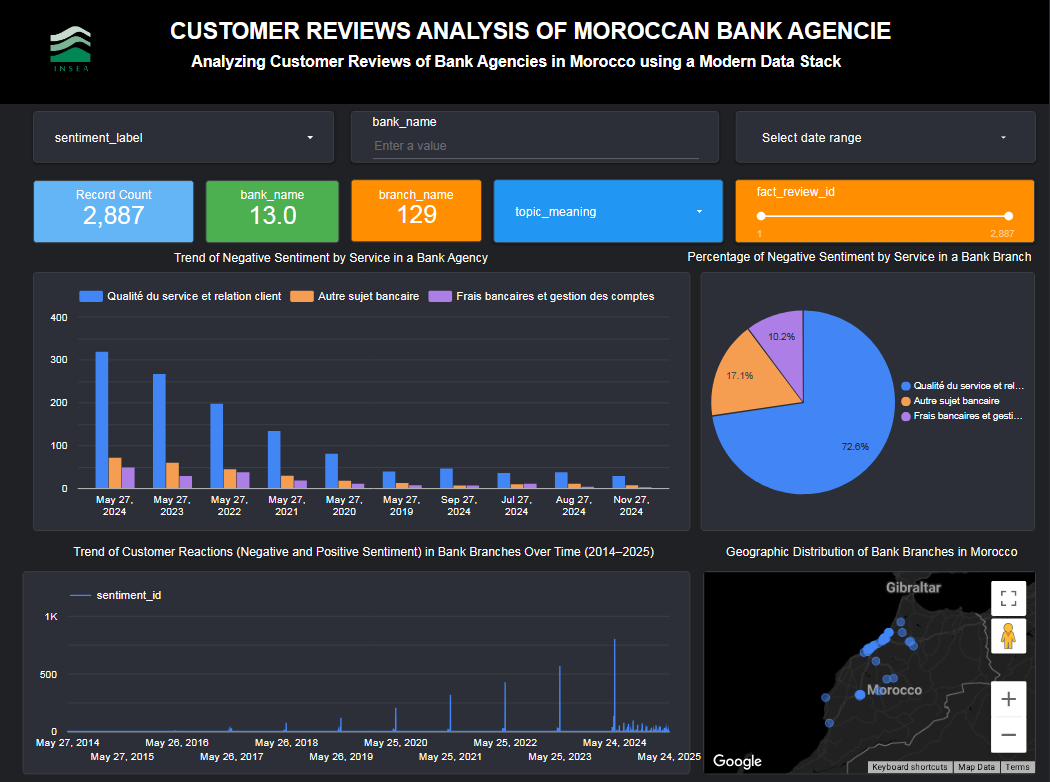 CUSTOMER REVIEWS ANALYSIS OF MOROCCAN BANK AGENCIE
Analyzing Customer Reviews of Bank Agencies in Morocco using a Modern Data Stack
INSEA
sentiment_label
bank_name
Enter a value
Select date range
Record Count
2,887
bank_name
13.0
branch_name
129
topic_meaning
fact_review_id
1
2,887
Trend of Negative Sentiment by Service in a Bank Agency
Percentage of Negative Sentiment by Service in a Bank Branch
Qualité du service et relation client
Autre sujet bancaire
Frais bancaires et gestion des comptes
400
300
200
100
0
May 27, 2024
May 27, 2023
May 27, 2022
May 27, 2021
May 27, 2020
May 27, 2019
Sep 27, 2024
Jul 27, 2024
Aug 27, 2024
Nov 27, 2024
10.2%
17.1%
72.6%
Qualité du service et rel...
Autre sujet bancaire
Frais bancaires et gesti...
Trend of Customer Reactions (Negative and Positive Sentiment) in Bank Branches Over Time (2014–2025)
Geographic Distribution of Bank Branches in Morocco
sentiment_id
1K
500
0
May 27, 2014
May 27, 2015
May 26, 2016
May 26, 2017
May 26, 2018
May 26, 2019
May 25, 2020
May 25, 2021
May 25, 2022
May 25, 2023
May 24, 2024
May 24, 2025
Gibraltar
Morocco
Google
Keyboard shortcuts
Map Data
Terms